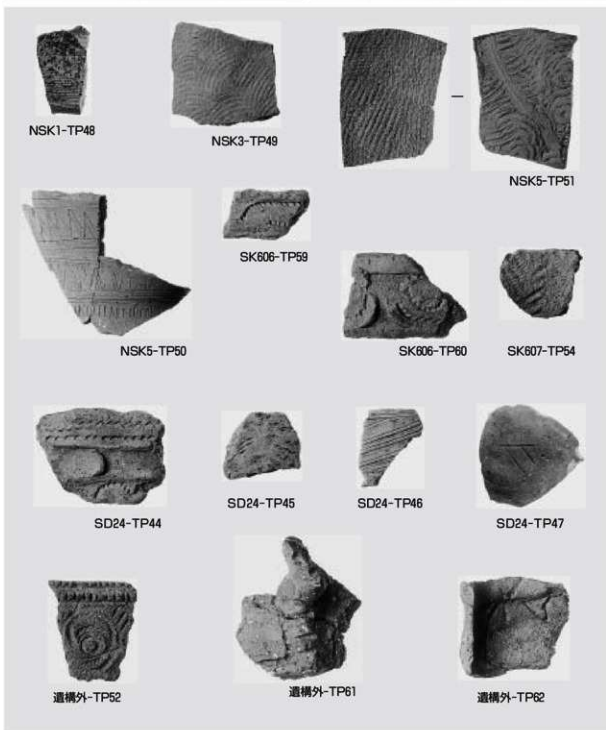 NSK1-TP48
NSK3-TP49
NSK5-TP51
SK606-TP59
NSK5-TP50
SK606-TP60
SK607-TP54
SD24-TP44
SD24-TP45
SD24-TP46
SD24-TP47
遺構外-TP52
遺構外-TP61
遺構外-TP62